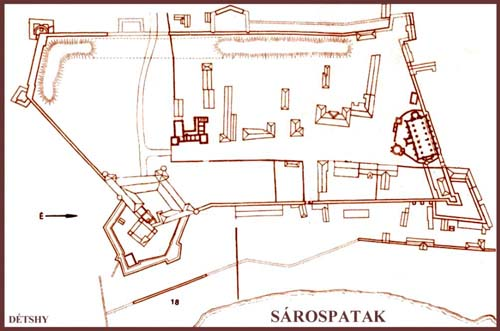 É
18
DÉTSHY
SÁROSPATAK